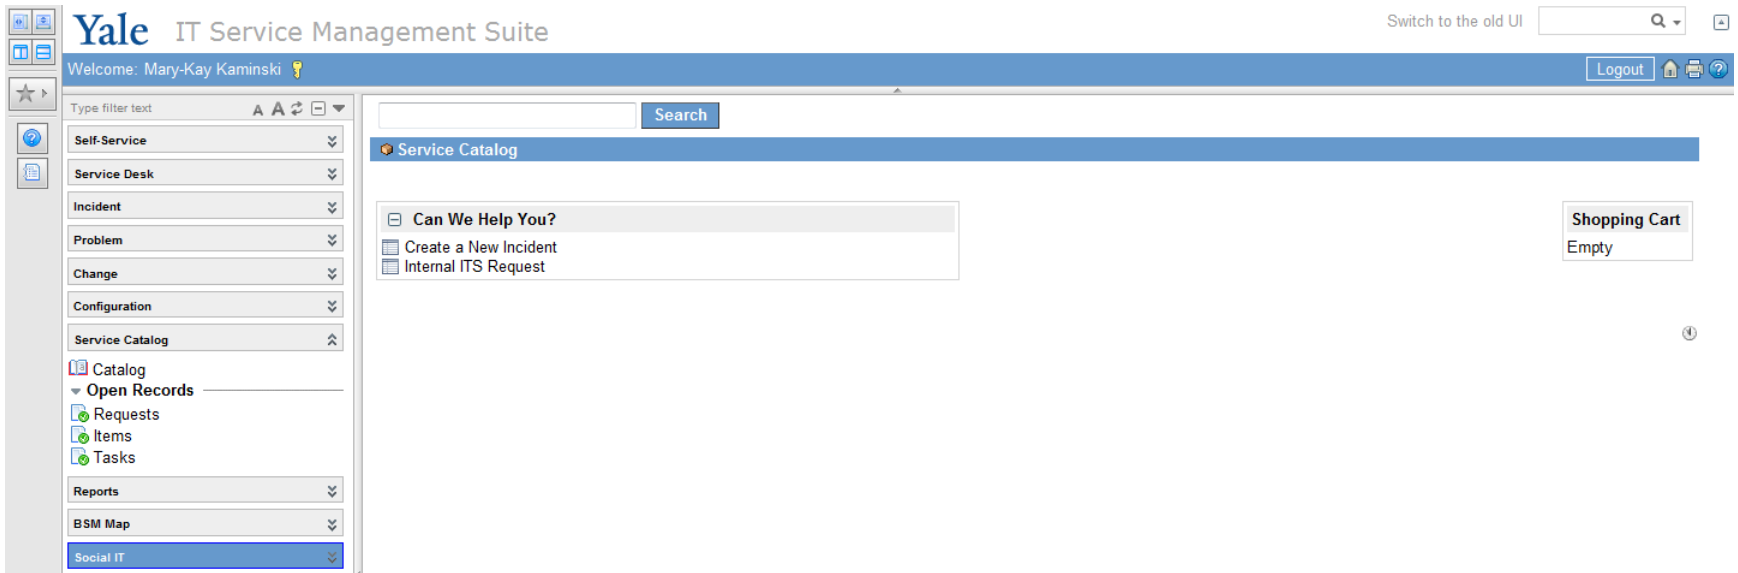 Yale IT Service Management Suite
Switch to the old UI
Welcome: Mary-Kay Kaminski
Logout
Type filter text
A A
Self-Service
Service Desk
Incident
Problem
Change
Configuration
Service Catalog
Catalog
Open Records
Requests
Items
Tasks
Reports
BSM Map
Social IT
Search
Service Catalog
Can We Help You?
Create a New Incident
Internal ITS Request
Shopping Cart
Empty